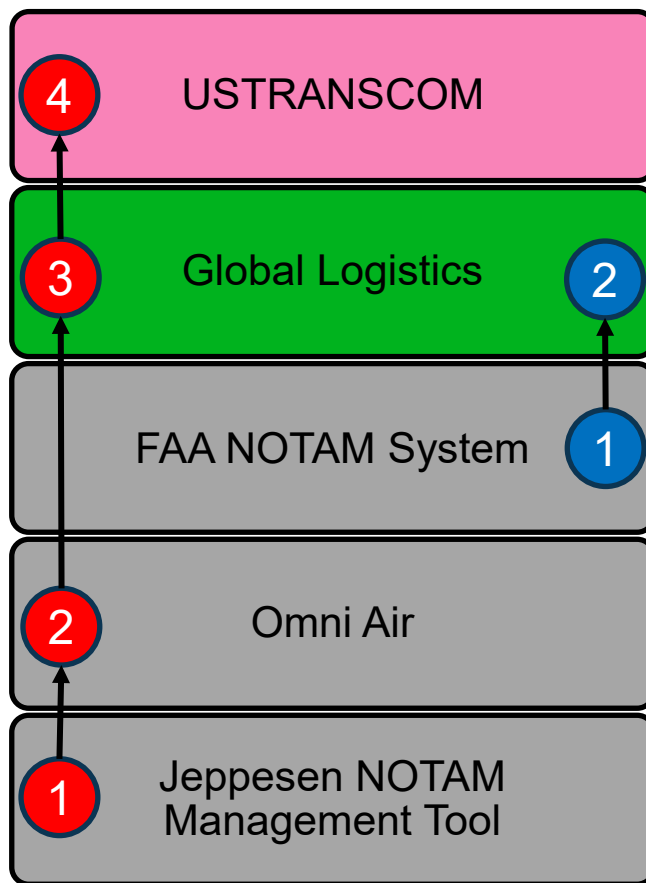 4 USTRANSCOM
3 Global Logistics 2
FAA NOTAM System 1
2 Omni Air
1 Jeppesen NOTAM
Management Tool